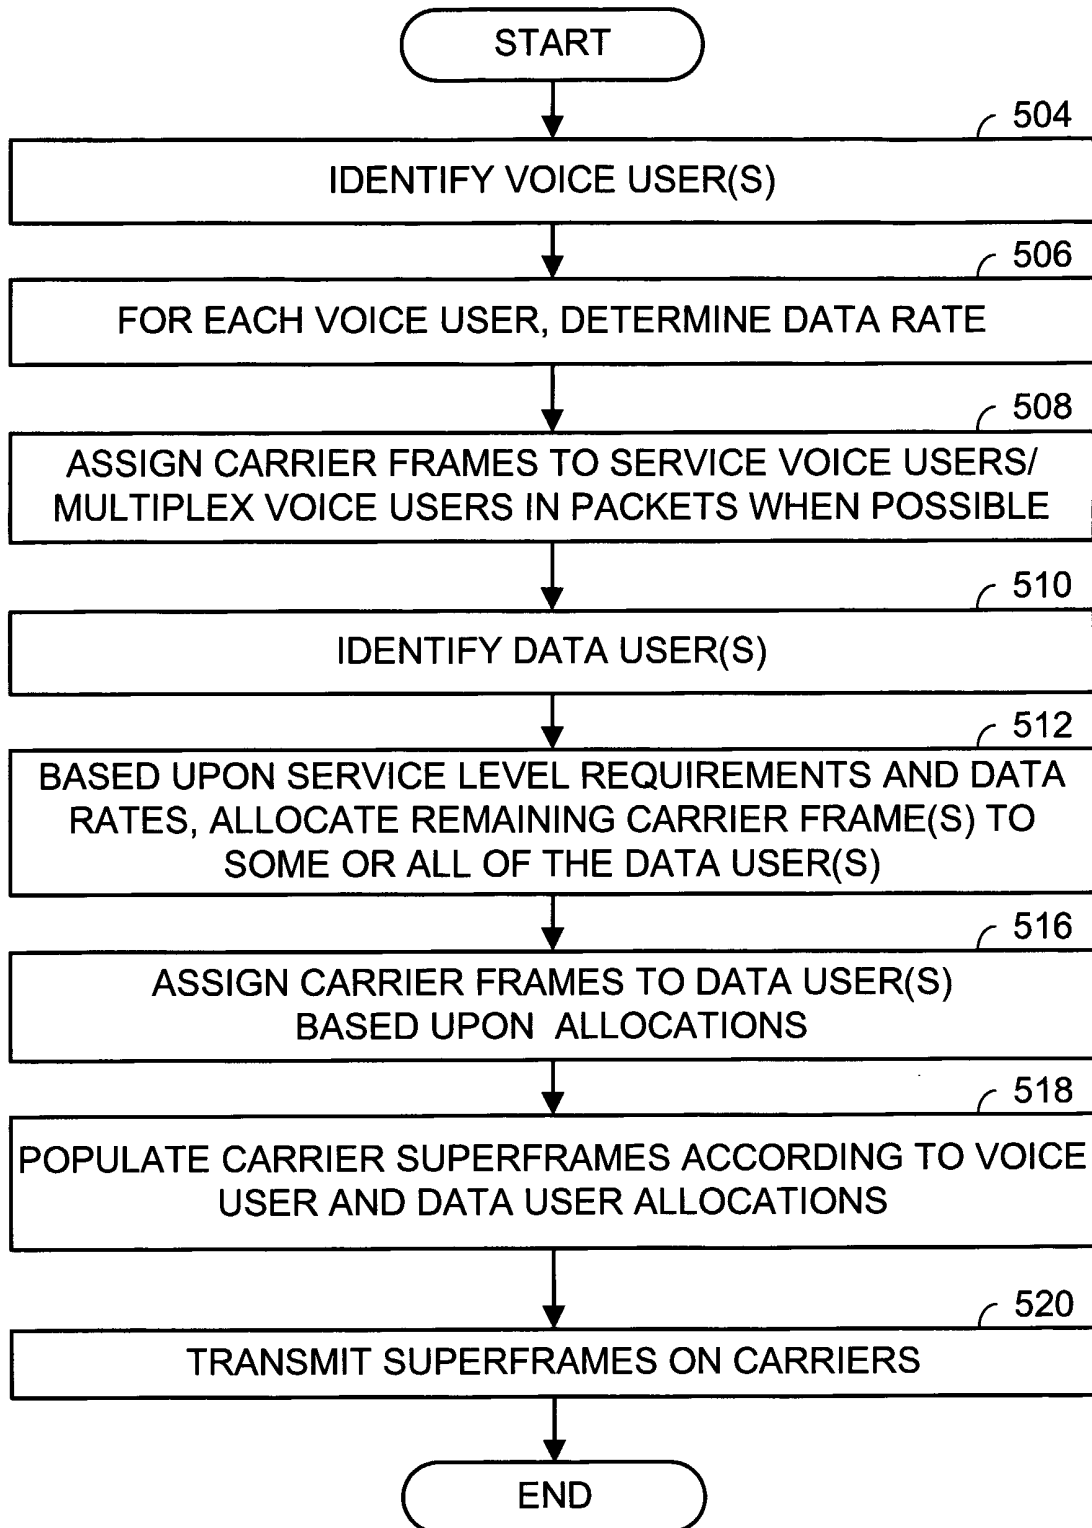 START
504
IDENTIFY VOICE USER(S)
506
FOR EACH VOICE USER, DETERMINE DATA RATE
508
ASSIGN CARRIER FRAMES TO SERVICE VOICE USERS/
MULTIPLEX VOICE USERS IN PACKETS WHEN POSSIBLE
510
IDENTIFY DATA USER(S)
512
BASED UPON SERVICE LEVEL REQUIREMENTS AND DATA
RATES, ALLOCATE REMAINING CARRIER FRAME(S) TO
SOME OR ALL OF THE DATA USER(S)
516
ASSIGN CARRIER FRAMES TO DATA USER(S)
BASED UPON ALLOCATIONS
518
POPULATE CARRIER SUPERFRAMES ACCORDING TO VOICE
USER AND DATA USER ALLOCATIONS
520
TRANSMIT SUPERFRAMES ON CARRIERS
END